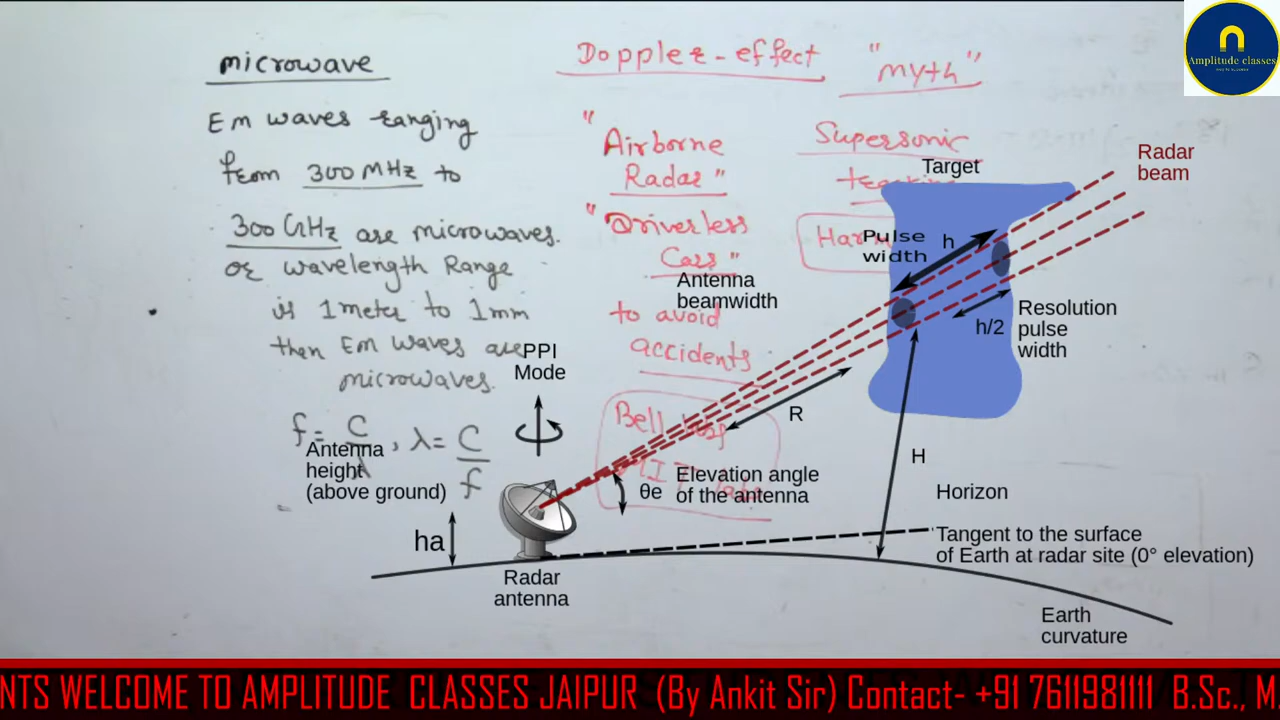 microwave
Em waves ranging
from 300 MHz to
300 GHz are microwaves.
or wavelength Range
is 1 meter to 1mm
then Em waves are
microwaves.
f = C/λ , λ = C/f
Doppler - effect
"myth"
"Airborne
Radar"
"Driverless
Cars"
to avoid
accidents
Bell
MIT
Supersonic
Amplitude classes
Target
Radar
beam
Pulse
width
h
Antenna
beamwidth
h/2
Resolution
pulse
width
PPI
Mode
R
H
Antenna
height
(above ground)
θe
Elevation angle
of the antenna
Horizon
ha
Tangent to the surface
of Earth at radar site (0° elevation)
Radar
antenna
Earth
curvature
NTS WELCOME TO AMPLITUDE CLASSES JAIPUR (By Ankit Sir) Contact- +91 7611981111 B.Sc., M.